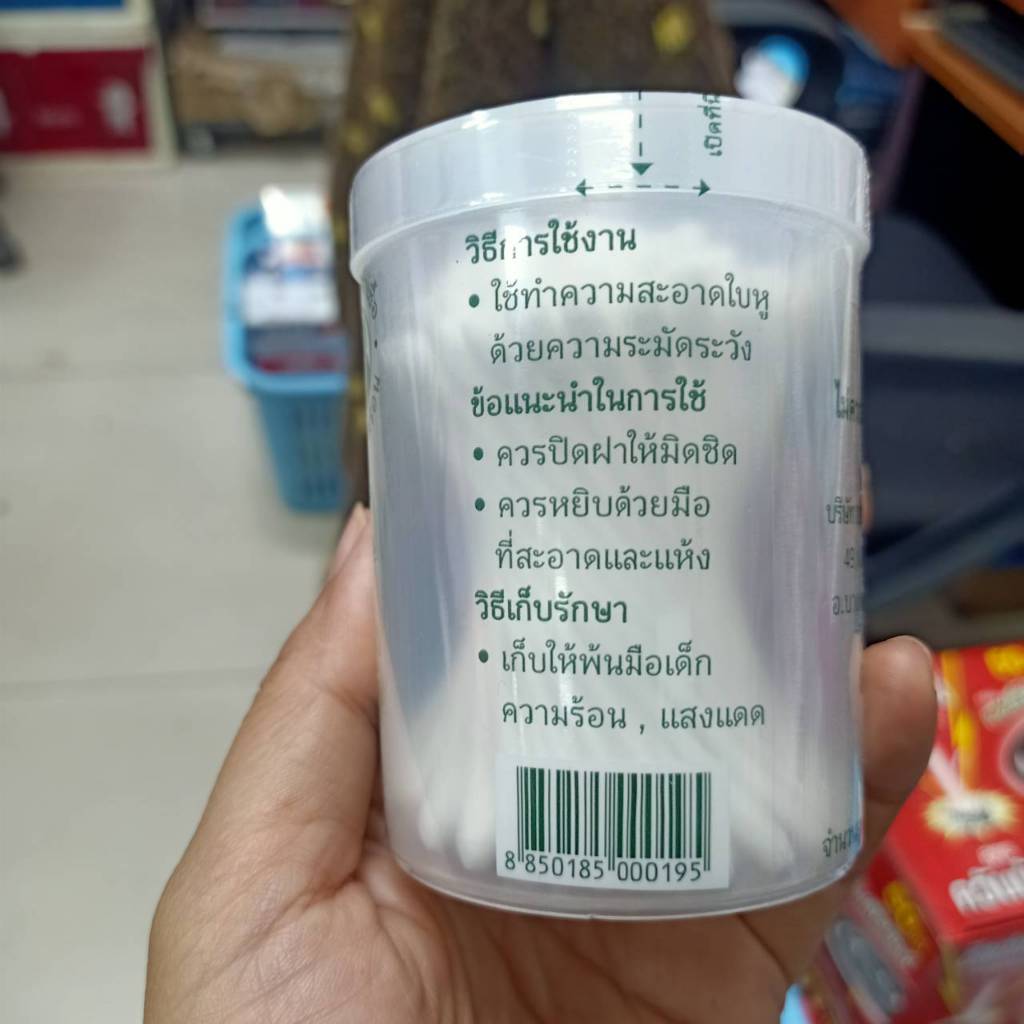 เปิดที่นี่
วิธีการใช้งาน
• ใช้ทำความสะอาดใบหู
ด้วยความระมัดระวัง
ข้อแนะนำในการใช้
• ควรปิดฝาให้มิดชิด
• ควรหยิบด้วยมือ
ที่สะอาดและแห้ง
วิธีเก็บรักษา
• เก็บให้พ้นมือเด็ก
ความร้อน , แสงแดด
8 850185 000195